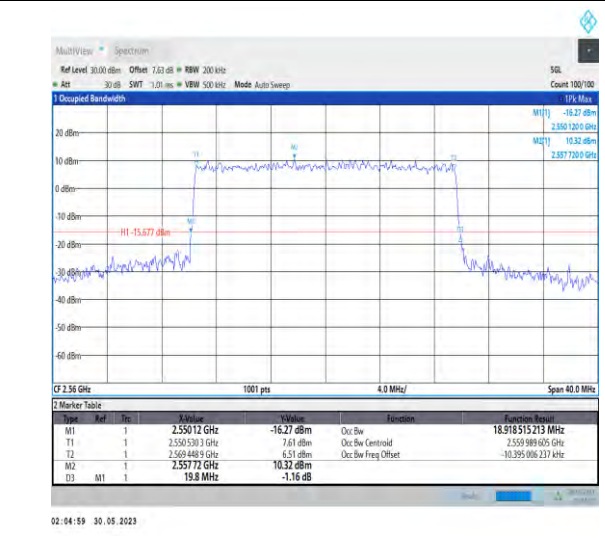 MultiView Spectrum
Ref Level 30.00 dBm Offset 7.63 dB RBW 200 kHz SGL
Att 30 dB SWT 1.01 ms VBW 500 kHz Mode Auto Sweep Count 100/100
1 Occupied Bandwidth 1Pk Max
M1[1] -16.27 dBm
2.550 120 0 GHz
20 dBm M2[1] 10.32 dBm
2.557 720 0 GHz
T1 M2 T2
10 dBm
0 dBm
-10 dBm
M1
H1 -15.677 dBm
-20 dBm
-30 dBm
-40 dBm
-50 dBm
-60 dBm
CF 2.56 GHz 1001 pts 4.0 MHz/ Span 40.0 MHz
2 Marker Table
Type Ref Trc X-Value Y-Value Function Function Result
M1 1 2.55012 GHz -16.27 dBm Occ Bw 18.918 515 213 MHz
T1 1 2.550 530 3 GHz 7.61 dBm Occ Bw Centroid 2.559 989 605 GHz
T2 1 2.569 448 9 GHz 6.51 dBm Occ Bw Freq Offset -10.395 006 237 kHz
M2 1 2.55772 GHz 10.32 dBm
D3 M1 1 19.8 MHz -1.16 dB
02:04:59 30.05.2023